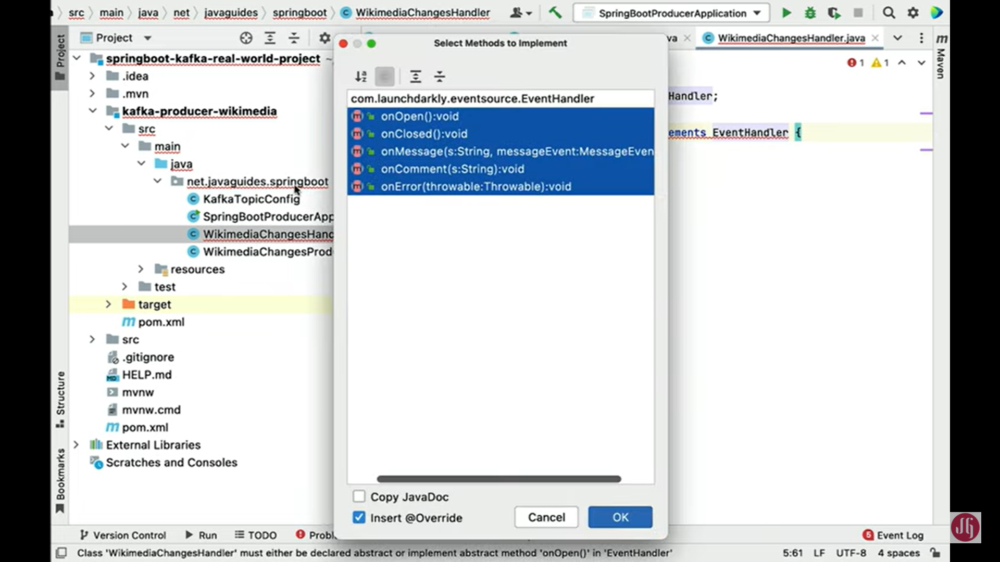 src main java net javaguides springboot WikimediaChangesHandler SpringBootProducerApplication
Project
Project
springboot-kafka-real-world-project ~
.idea
.mvn
kafka-producer-wikimedia
src
main
java
net.javaguides.springboot
KafkaTopicConfig
SpringBootProducerApp
WikimediaChangesHand
WikimediaChangesProd
resources
test
target
pom.xml
src
.gitignore
HELP.md
mvnw
mvnw.cmd
pom.xml
External Libraries
Scratches and Consoles
Structure
Bookmarks
Select Methods to Implement
com.launchdarkly.eventsource.EventHandler
onOpen():void
onClosed():void
onMessage(s:String, messageEvent:MessageEven
onComment(s:String):void
onError(throwable:Throwable):void
Copy JavaDoc
Insert @Override
Cancel
OK
va
WikimediaChangesHandler.java
1 1
Handler;
ements EventHandler {
m Maven
Version Control Run TODO Probl
5 Event Log
Class 'WikimediaChangesHandler' must either be declared abstract or implement abstract method 'onOpen()' in 'EventHandler'
5:61 LF UTF-8 4 spaces
JG